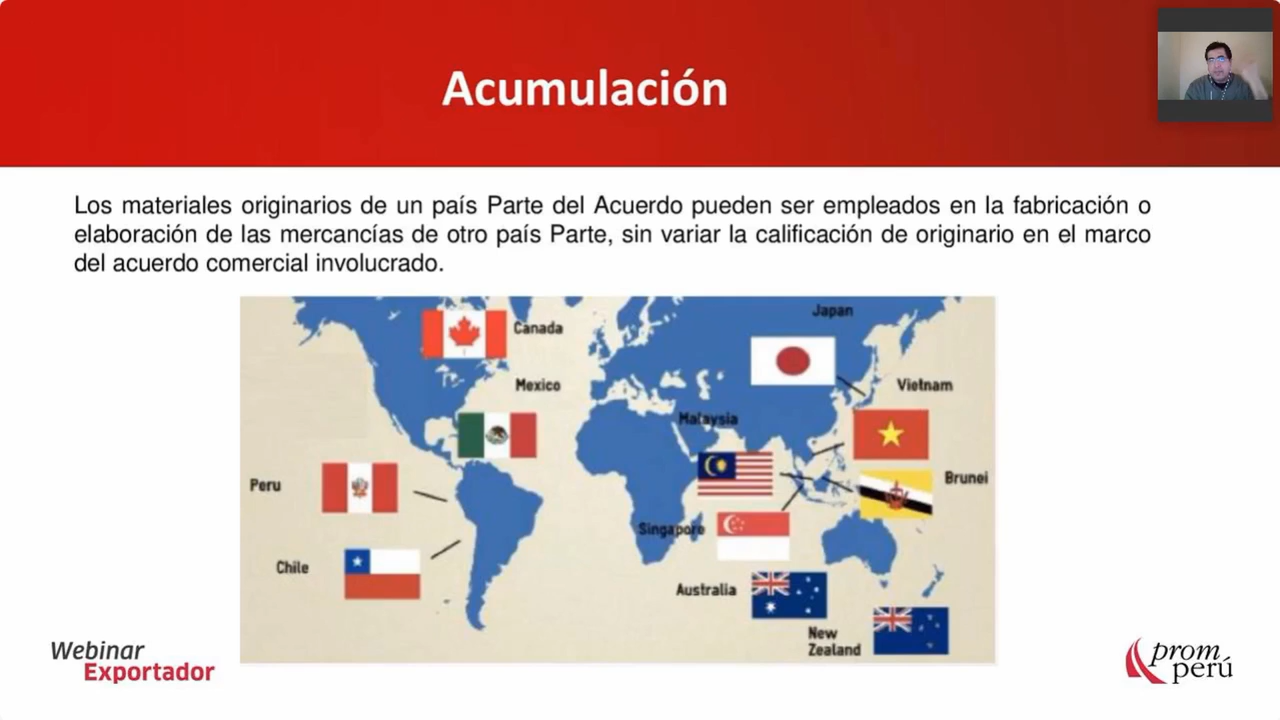 Acumulación
Los materiales originarios de un país Parte del Acuerdo pueden ser empleados en la fabricación o
elaboración de las mercancías de otro país Parte, sin variar la calificación de originario en el marco
del acuerdo comercial involucrado.
Japan
Canada
Mexico
Vietnam
Malaysia
Peru
Brunei
Singapore
Chile
Australia
New
Zealand
Webinar
Exportador
prom
perú